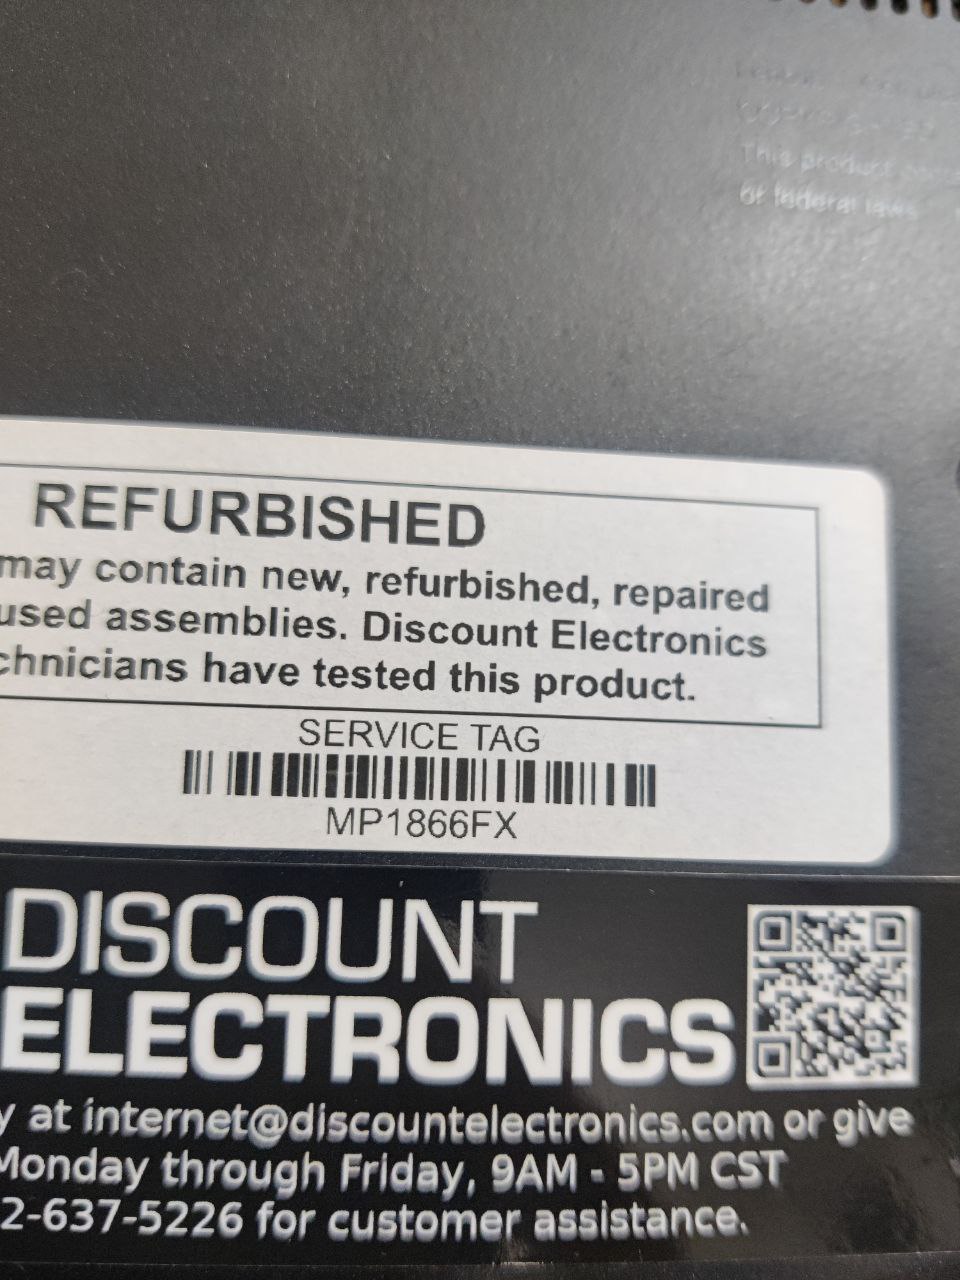 This product
or federal laws
REFURBISHED
may contain new, refurbished, repaired
used assemblies. Discount Electronics
chnicians have tested this product.
SERVICE TAG
MP1866FX
DISCOUNT
ELECTRONICS
y at internet@discountelectronics.com or give
Monday through Friday, 9AM - 5PM CST
2-637-5226 for customer assistance.